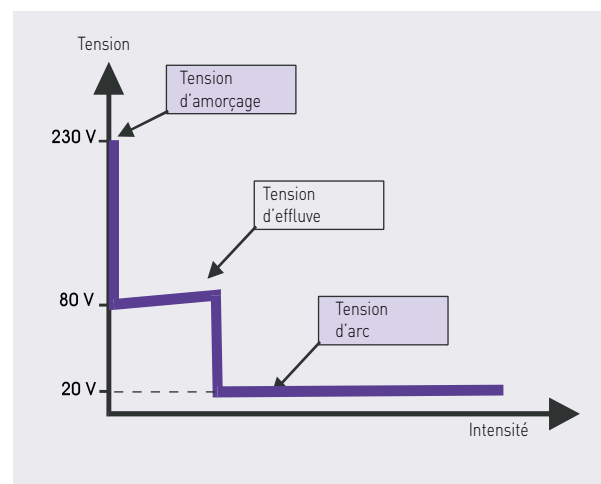 Tension
Tension
d'amorçage
230 V
Tension
d'effluve
80 V
Tension
d'arc
20 V
Intensité